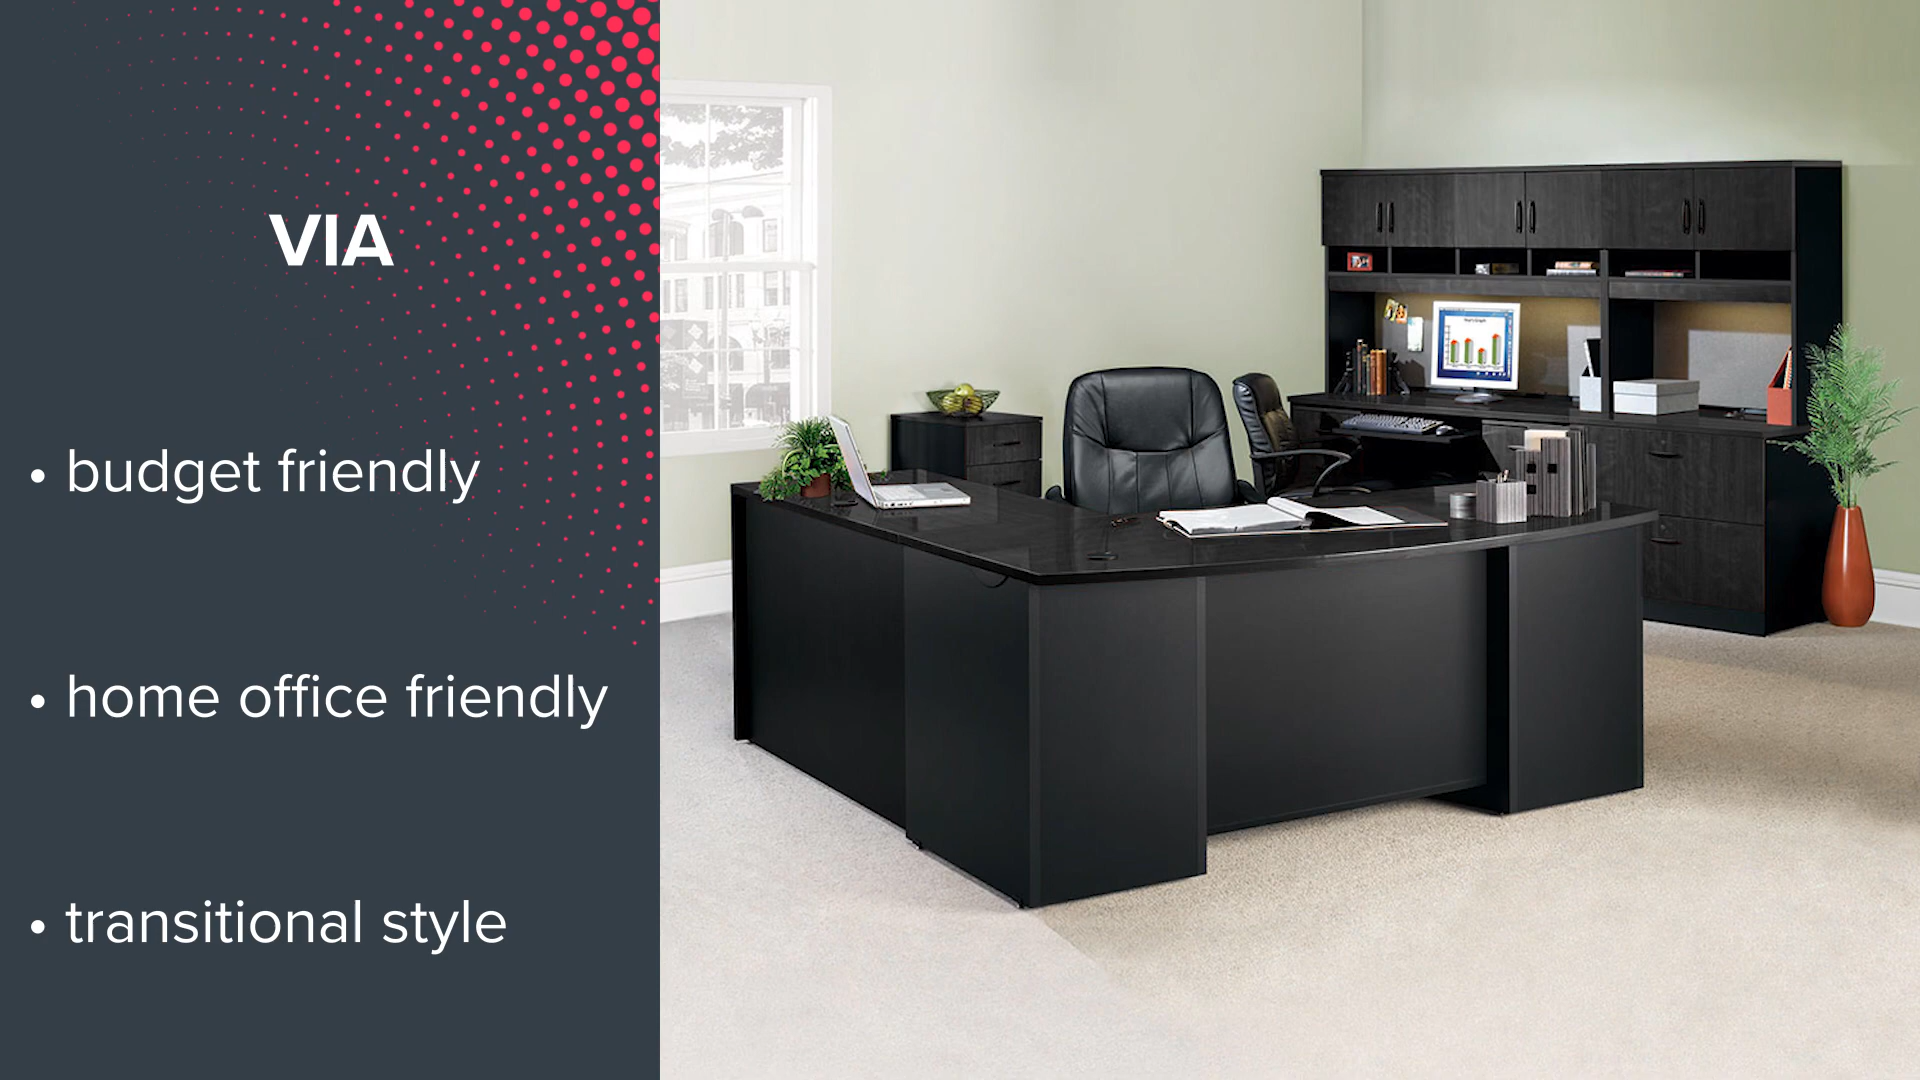 VIA
• budget friendly
• home office friendly
• transitional style